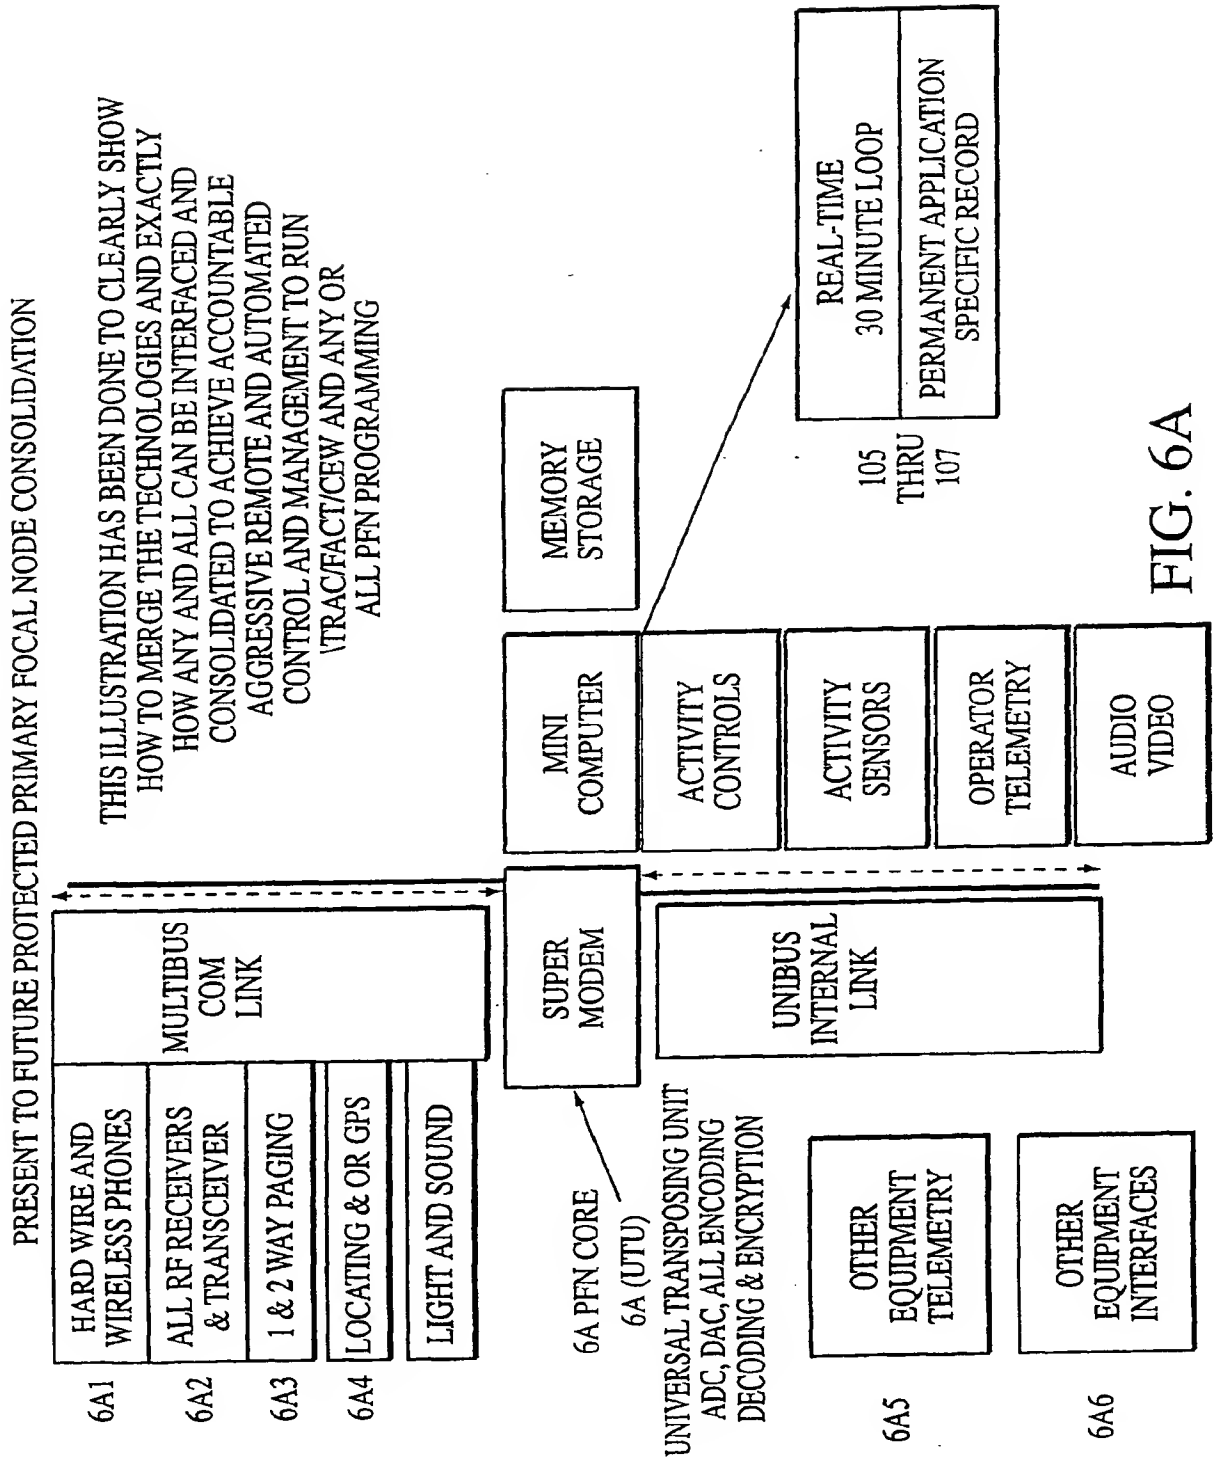 PRESENT TO FUTURE PROTECTED PRIMARY FOCAL NODE CONSOLIDATION
THIS ILLUSTRATION HAS BEEN DONE TO CLEARLY SHOW
HOW TO MERGE THE TECHNOLOGIES AND EXACTLY
HOW ANY AND ALL CAN BE INTERFACED AND
CONSOLIDATED TO ACHIEVE ACCOUNTABLE
AGGRESSIVE REMOTE AND AUTOMATED
CONTROL AND MANAGEMENT TO RUN
\TRAC/FACT/CEW AND ANY OR
ALL PFN PROGRAMMING
6A1
HARD WIRE AND
WIRELESS PHONES
6A2
ALL RF RECEIVERS
& TRANSCEIVER
6A3
1 & 2 WAY PAGING
6A4
LOCATING & OR GPS
LIGHT AND SOUND
MULTIBUS
COM
LINK
6A PFN CORE
6A (UTU)
UNIVERSAL TRANSPOSING UNIT
ADC, DAC, ALL ENCODING
DECODING & ENCRYPTION
SUPER
MODEM
MINI
COMPUTER
MEMORY
STORAGE
UNIBUS
INTERNAL
LINK
ACTIVITY
CONTROLS
ACTIVITY
SENSORS
OPERATOR
TELEMETRY
AUDIO
VIDEO
105
THRU
107
REAL-TIME
30 MINUTE LOOP
PERMANENT APPLICATION
SPECIFIC RECORD
6A5
OTHER
EQUIPMENT
TELEMETRY
6A6
OTHER
EQUIPMENT
INTERFACES
FIG. 6A